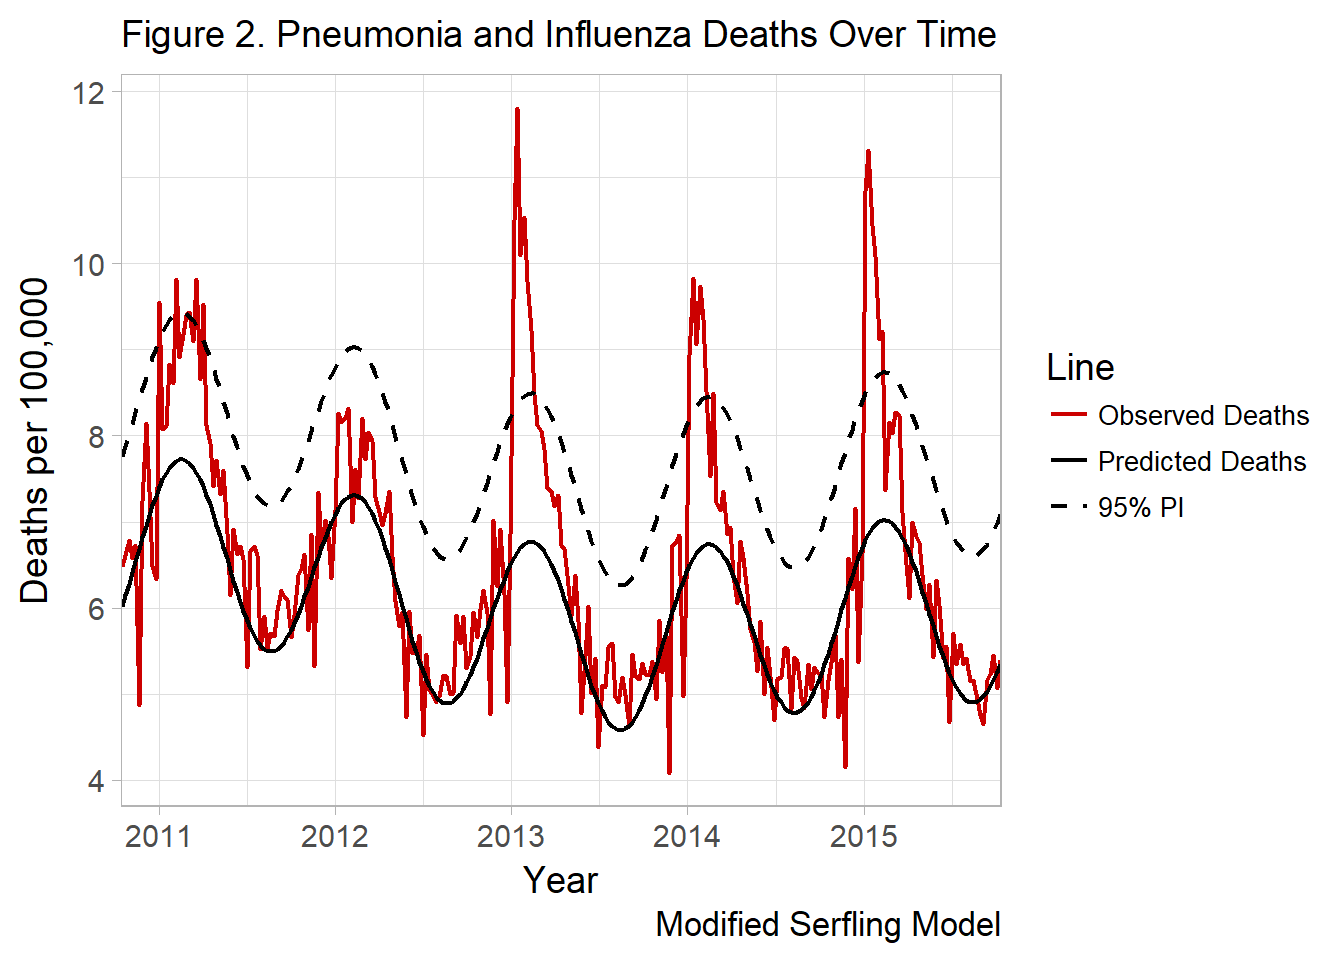 Figure 2. Pneumonia and Influenza Deaths Over Time
Deaths per 100,000
12
10
8
6
4
2011 2012 2013 2014 2015
Year
Modified Serfling Model
Line
Observed Deaths
Predicted Deaths
95% PI